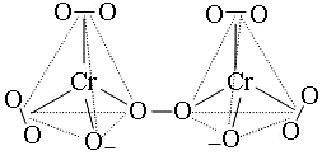 O–O O–O
Cr Cr
O O–O O
O O
O– –O